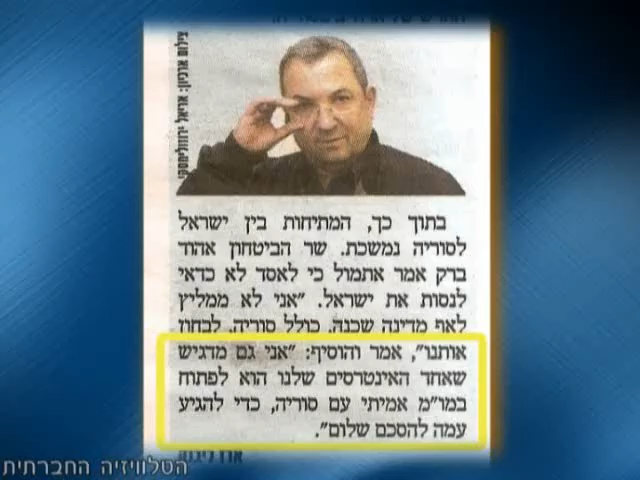 צילום ארכיון: אריאל ירוזולימסקי
בתוך כך, המתיחות בין ישראל
לסוריה נמשכת. שר הביטחון אהוד
ברק אמר אתמול כי לאסד לא כדאי
לנסות את ישראל. "אני לא ממליץ
לאף מדינה שכנה, כולל סוריה, לבחון
אותנו", אמר והוסיף: "אני גם מדגיש
שאחד האינטרסים שלנו הוא לפתוח
במו"מ אמיתי עם סוריה, כדי להגיע
עמה להסכם שלום".
הטלוויזיה החברתית